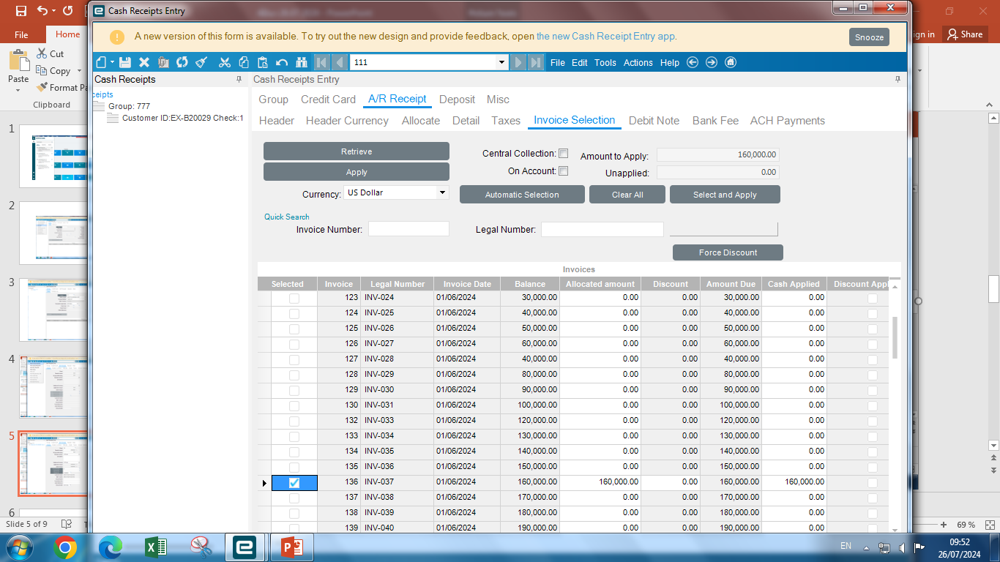 Cash Receipts Entry
File
Home
Sign in
Share
A new version of this form is available. To try out the new design and provide feedback, open the new Cash Receipt Entry app.
Snooze
Paste
Cut
Copy
Format Pa
Clipboard
111
File Edit Tools Actions Help
Cash Receipts
Cash Receipts Entry
ceipts
Group: 777
Customer ID:EX-B20029 Check:1
Group Credit Card A/R Receipt Deposit Misc
Header Header Currency Allocate Detail Taxes Invoice Selection Debit Note Bank Fee ACH Payments
Retrieve
Central Collection:
Amount to Apply: 160,000.00
Apply
On Account:
Unapplied: 0.00
Currency: US Dollar
Automatic Selection
Clear All
Select and Apply
Quick Search
Invoice Number:
Legal Number:
Force Discount
Invoices
Selected Invoice Legal Number Invoice Date Balance Allocated amount Discount Amount Due Cash Applied Discount Appl
123 INV-024 01/06/2024 30,000.00 0.00 0.00 30,000.00 0.00
124 INV-025 01/06/2024 40,000.00 0.00 0.00 40,000.00 0.00
125 INV-026 01/06/2024 50,000.00 0.00 0.00 50,000.00 0.00
126 INV-027 01/06/2024 60,000.00 0.00 0.00 60,000.00 0.00
127 INV-028 01/06/2024 40,000.00 0.00 0.00 40,000.00 0.00
128 INV-029 01/06/2024 80,000.00 0.00 0.00 80,000.00 0.00
129 INV-030 01/06/2024 90,000.00 0.00 0.00 90,000.00 0.00
130 INV-031 01/06/2024 100,000.00 0.00 0.00 100,000.00 0.00
132 INV-033 01/06/2024 120,000.00 0.00 0.00 120,000.00 0.00
133 INV-034 01/06/2024 130,000.00 0.00 0.00 130,000.00 0.00
134 INV-035 01/06/2024 140,000.00 0.00 0.00 140,000.00 0.00
135 INV-036 01/06/2024 150,000.00 0.00 0.00 150,000.00 0.00
136 INV-037 01/06/2024 160,000.00 160,000.00 0.00 160,000.00 160,000.00
137 INV-038 01/06/2024 170,000.00 0.00 0.00 170,000.00 0.00
138 INV-039 01/06/2024 180,000.00 0.00 0.00 180,000.00 0.00
139 INV-040 01/06/2024 190,000.00 0.00 0.00 190,000.00 0.00
1
2
3
4
5
6
Slide 5 of 9
69 %
EN
09:52
26/07/2024